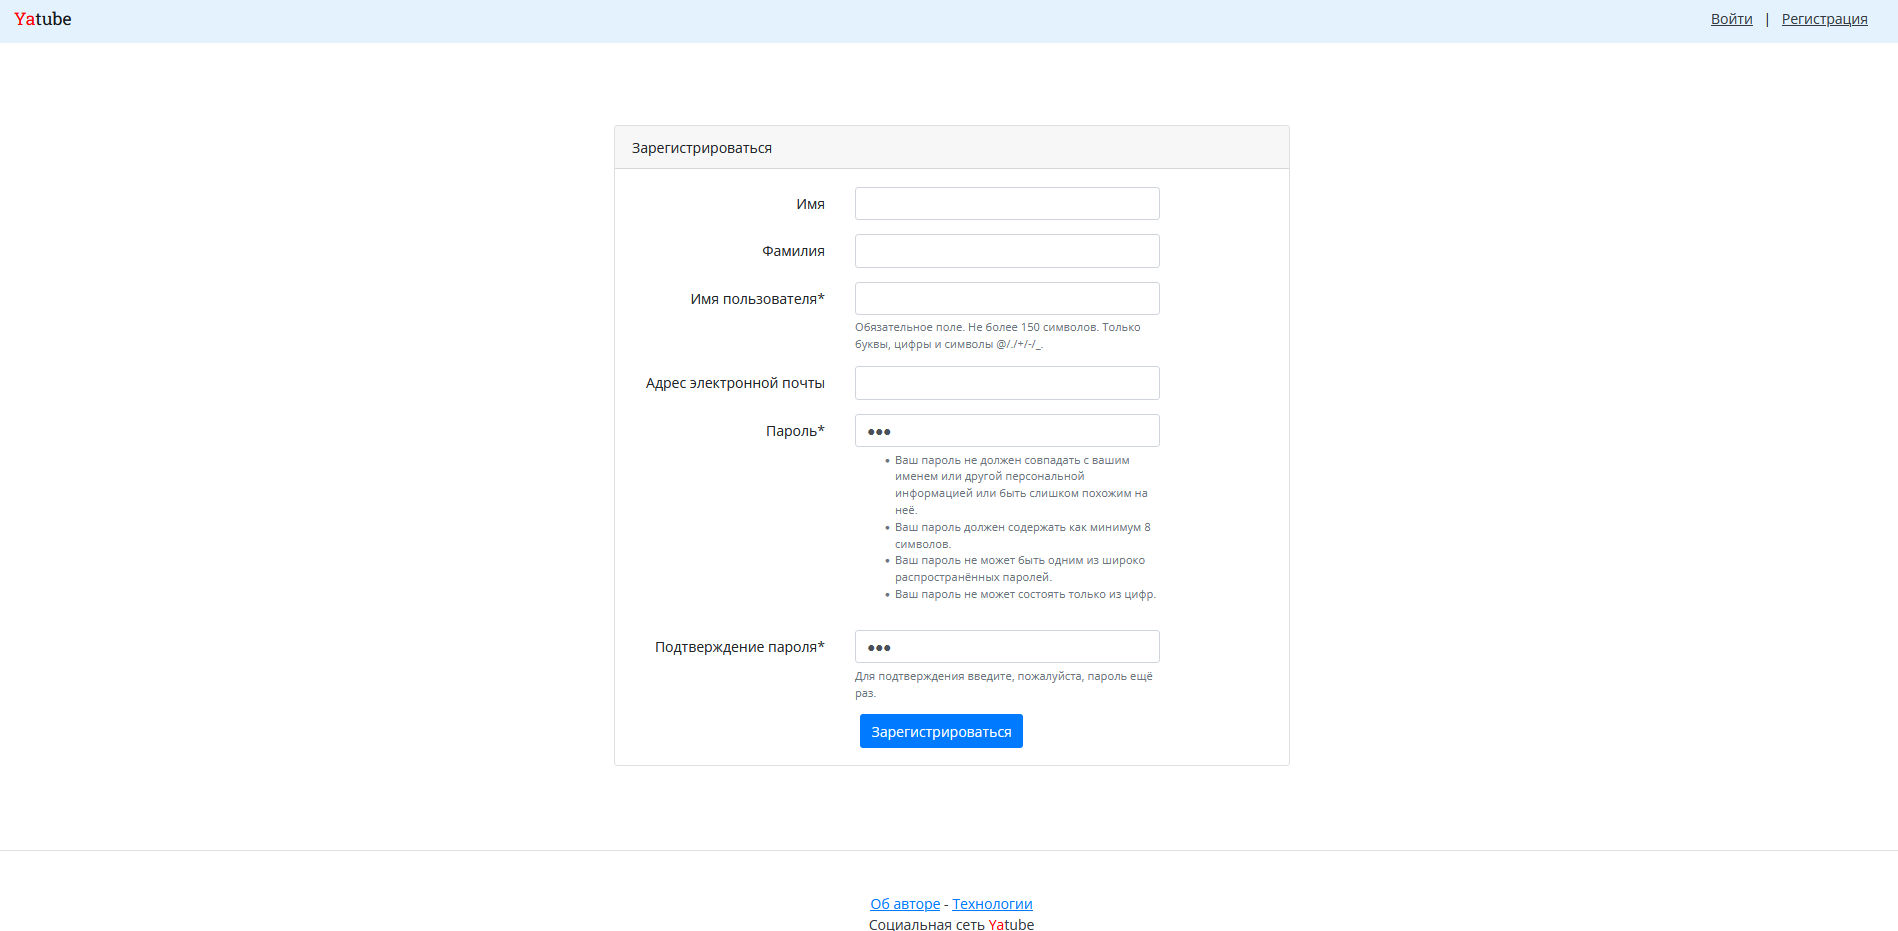 Yatube
Войти | Регистрация
Зарегистрироваться
Имя
Фамилия
Имя пользователя*
Обязательное поле. Не более 150 символов. Только
буквы, цифры и символы @/./+/-/_.
Адрес электронной почты
Пароль*
•••
• Ваш пароль не должен совпадать с вашим
именем или другой персональной
информацией или быть слишком похожим на
неё.
• Ваш пароль должен содержать как минимум 8
символов.
• Ваш пароль не может быть одним из широко
распространённых паролей.
• Ваш пароль не может состоять только из цифр.
Подтверждение пароля*
•••
Для подтверждения введите, пожалуйста, пароль ещё
раз.
Зарегистрироваться
Об авторе - Технологии
Социальная сеть Yatube